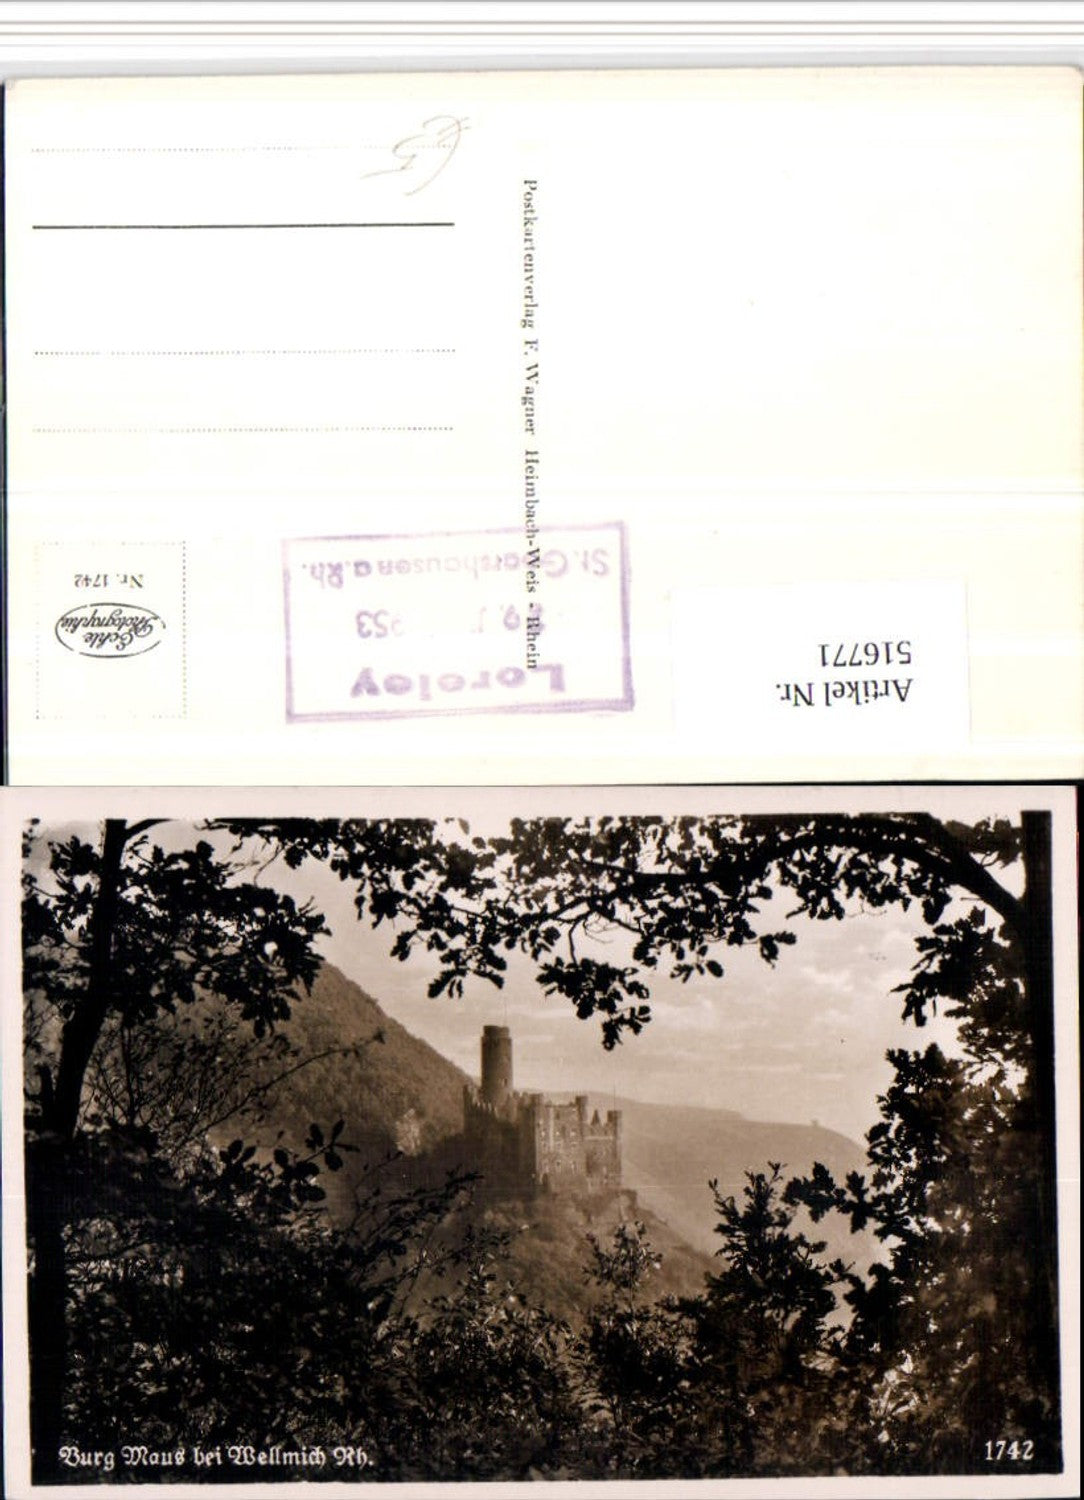 Postkartenverlag F. Wagner Heimbach-Weis - Rhein
Nr. 1742
Echte
Photographie
Loreley
St. Goarshausen a. Rh.
Artikel Nr.
516771
Burg Maus bei Wellmich Rh.
1742